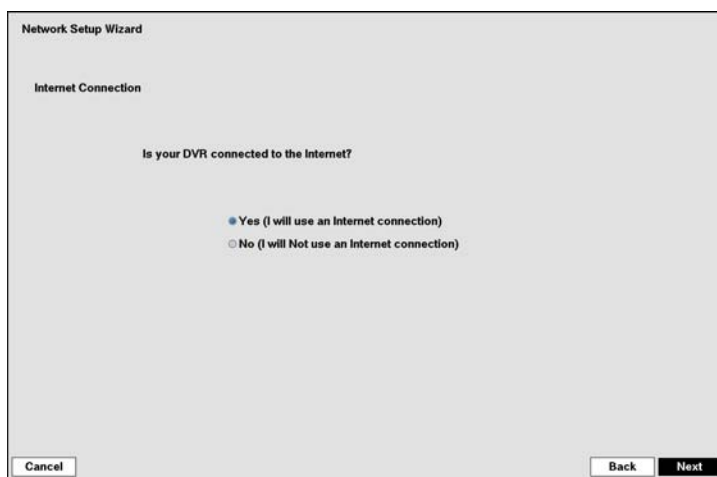 Network Setup Wizard
Internet Connection
Is your DVR connected to the Internet?
Yes (I will use an Internet connection)
No (I will Not use an Internet connection)
Cancel
Back
Next